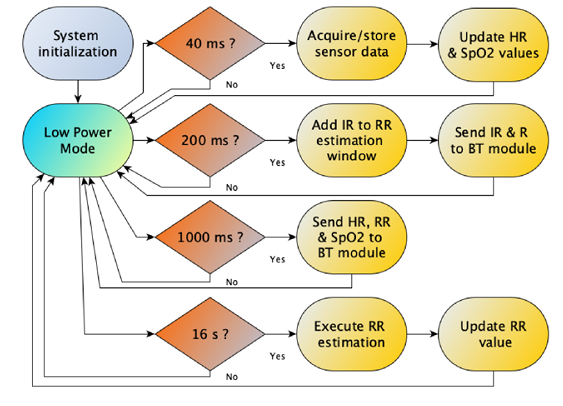 System
initialization
40 ms ?
Yes
No
Acquire/store
sensor data
Update HR
& SpO2 values
Low Power
Mode
200 ms ?
Yes
No
Add IR to RR
estimation
window
Send IR & R
to BT module
1000 ms ?
Yes
No
Send HR, RR
& SpO2 to
BT module
16 s ?
Yes
No
Execute RR
estimation
Update RR
value